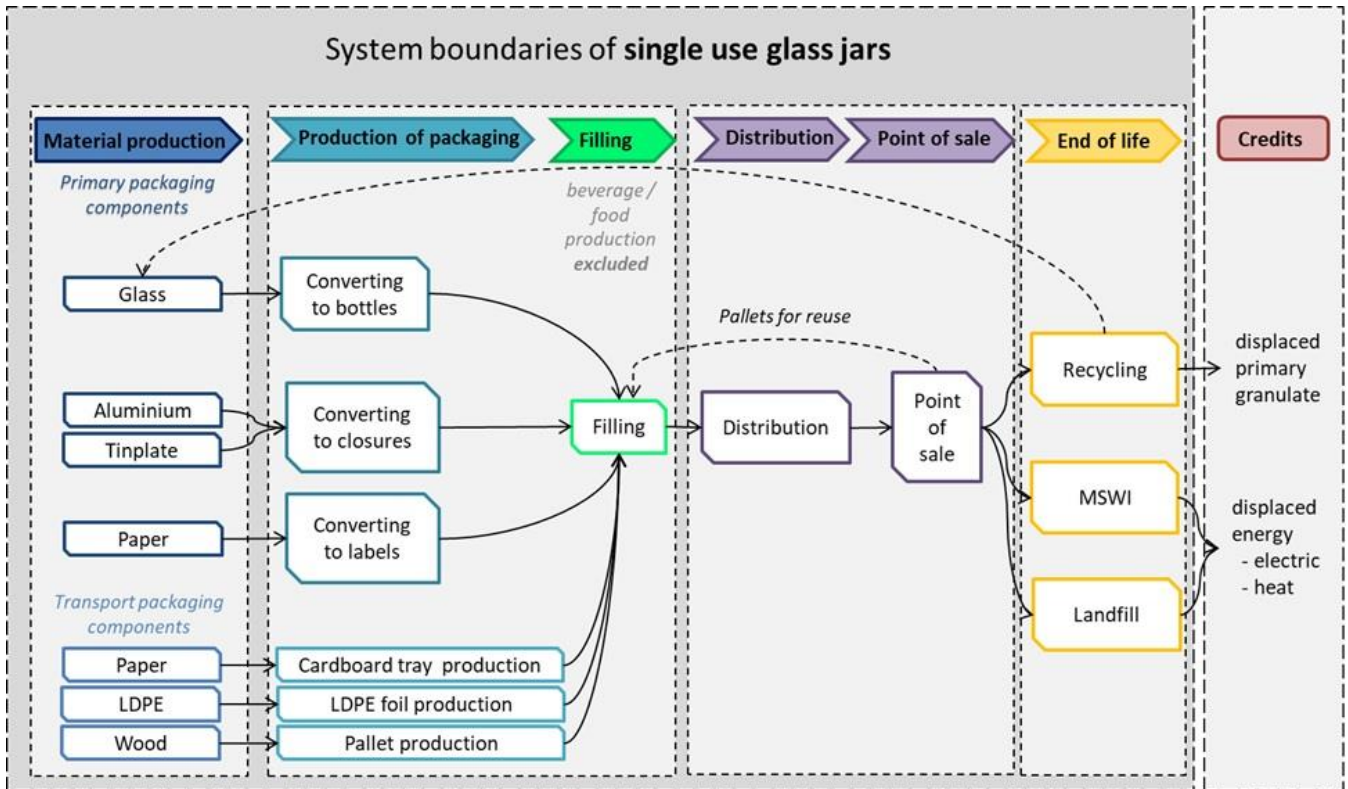 System boundaries of single use glass jars
Material production
Production of packaging
Filling
Distribution
Point of sale
End of life
Credits
Primary packaging
components
beverage /
food
production
excluded
Glass
Converting
to bottles
Pallets for reuse
Aluminium
Tinplate
Converting
to closures
Filling
Distribution
Point
of
sale
Recycling
displaced
primary
granulate
Paper
Converting
to labels
MSWI
displaced
energy
- electric
- heat
Landfill
Transport packaging
components
Paper
Cardboard tray production
LDPE
LDPE foil production
Wood
Pallet production